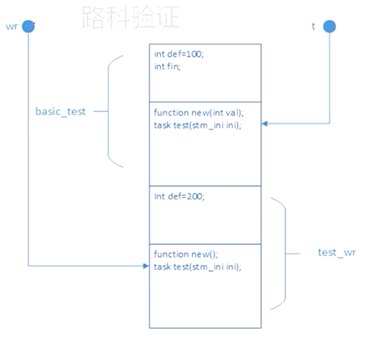 路科验证
wr
t
int def=100;
int fin;
basic_test
function new(int val);
task test(stm_ini ini);
Int def=200;
function new();
task test(stm_ini ini);
test_wr